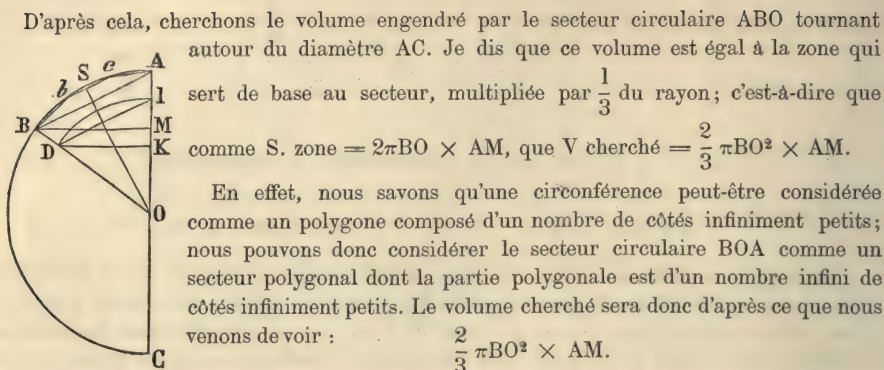 D'après cela, cherchons le volume engendré par le secteur circulaire ABO tournant
autour du diamètre AC. Je dis que ce volume est égal à la zone qui
sert de base au secteur, multipliée par 1/3 du rayon; c'est-à-dire que
comme S. zone = 2πBO × AM, que V cherché = 2/3 πBO² × AM.
En effet, nous savons qu'une circonférence peut-être considérée
comme un polygone composé d'un nombre de côtés infiniment petits;
nous pouvons donc considérer le secteur circulaire BOA comme un
secteur polygonal dont la partie polygonale est d'un nombre infini de
côtés infiniment petits. Le volume cherché sera donc d'après ce que nous
venons de voir :
2/3 πBO² × AM.
A
c
S
b
I
B
M
D
K
O
C